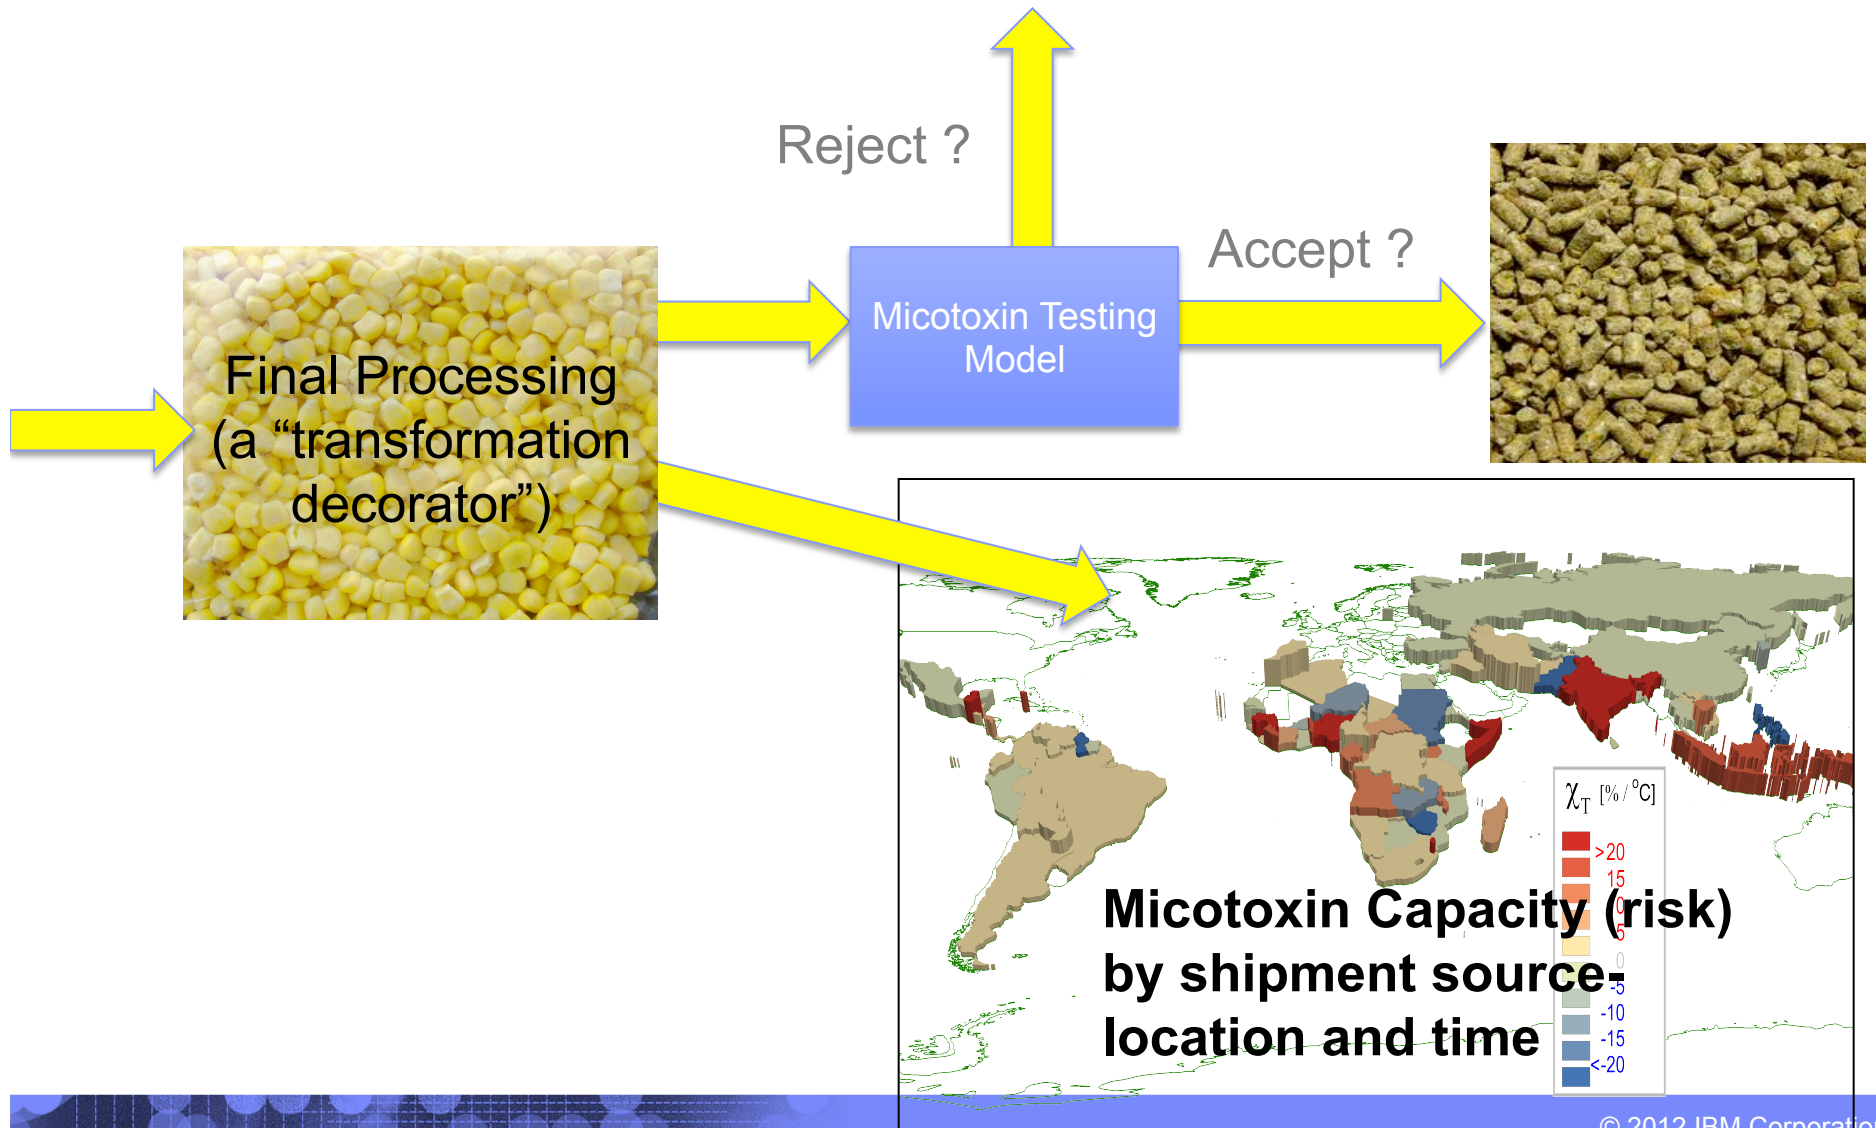 Reject ?
Accept ?
Final Processing
(a “transformation
decorator”)
Micotoxin Testing
Model
χT [% / °C]
>20
15
5
0
-5
-10
-15
<-20
Micotoxin Capacity (risk)
by shipment source-
location and time
© 2012 IBM